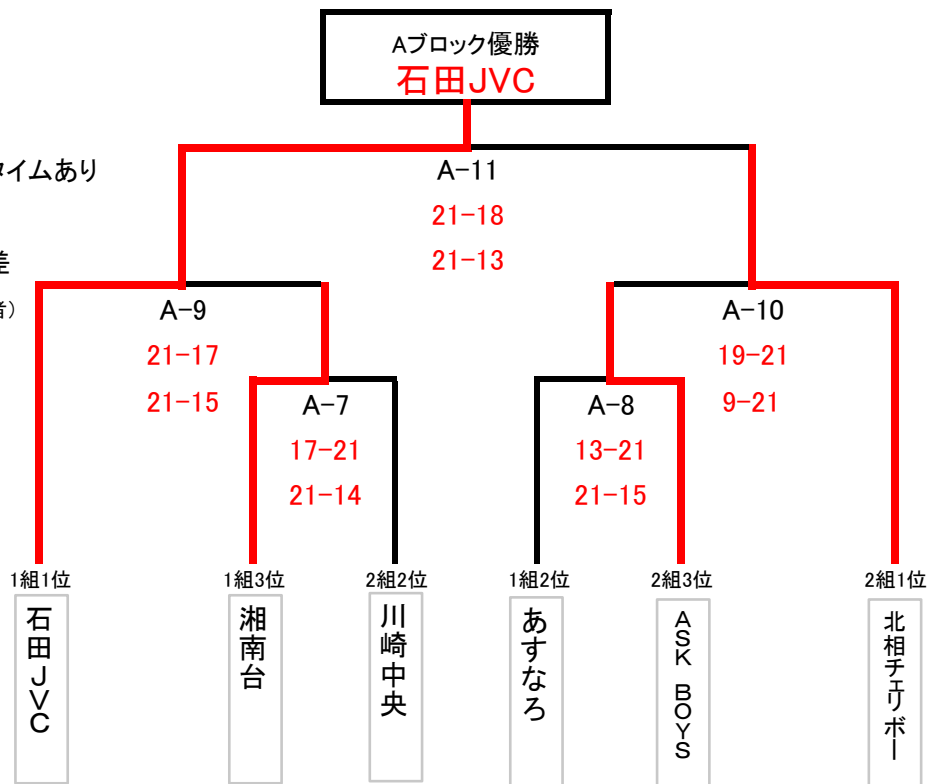 Aブロック優勝
石田JVC
タイムあり
A-11
21-18
21-13
差
者)
A-9
21-17
21-15
A-10
19-21
9-21
A-7
17-21
21-14
A-8
13-21
21-15
1組1位
1組3位
2組2位
1組2位
2組3位
2組1位
石田JVC
湘南台
川崎中央
あすなろ
ASK BOYS
北相チェリボー